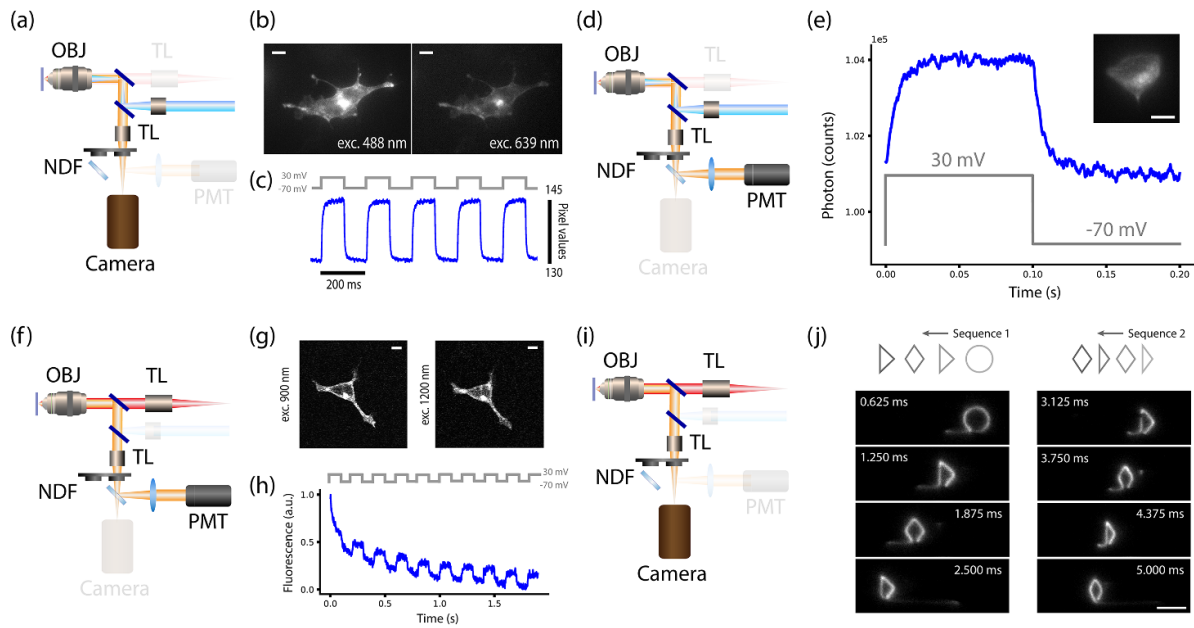 (a)
OBJ
TL
TL
NDF
PMT
Camera
(b)
exc. 488 nm
exc. 639 nm
(c)
30 mV
-70 mV
145
Pixel values
130
200 ms
(d)
OBJ
TL
TL
NDF
PMT
Camera
(e)
1e5
1.04
1.02
1.00
Photon (counts)
30 mV
-70 mV
0.00
0.05
0.10
0.15
0.20
Time (s)
(f)
OBJ
TL
TL
NDF
PMT
Camera
(g)
exc. 900 nm
exc. 1200 nm
(h)
30 mV
-70 mV
Fluorescence (a.u.)
1.0
0.5
0.0
0.0
0.5
1.0
1.5
Time (s)
(i)
OBJ
TL
TL
NDF
PMT
Camera
(j)
Sequence 1
Sequence 2
0.625 ms
3.125 ms
1.250 ms
3.750 ms
1.875 ms
4.375 ms
2.500 ms
5.000 ms